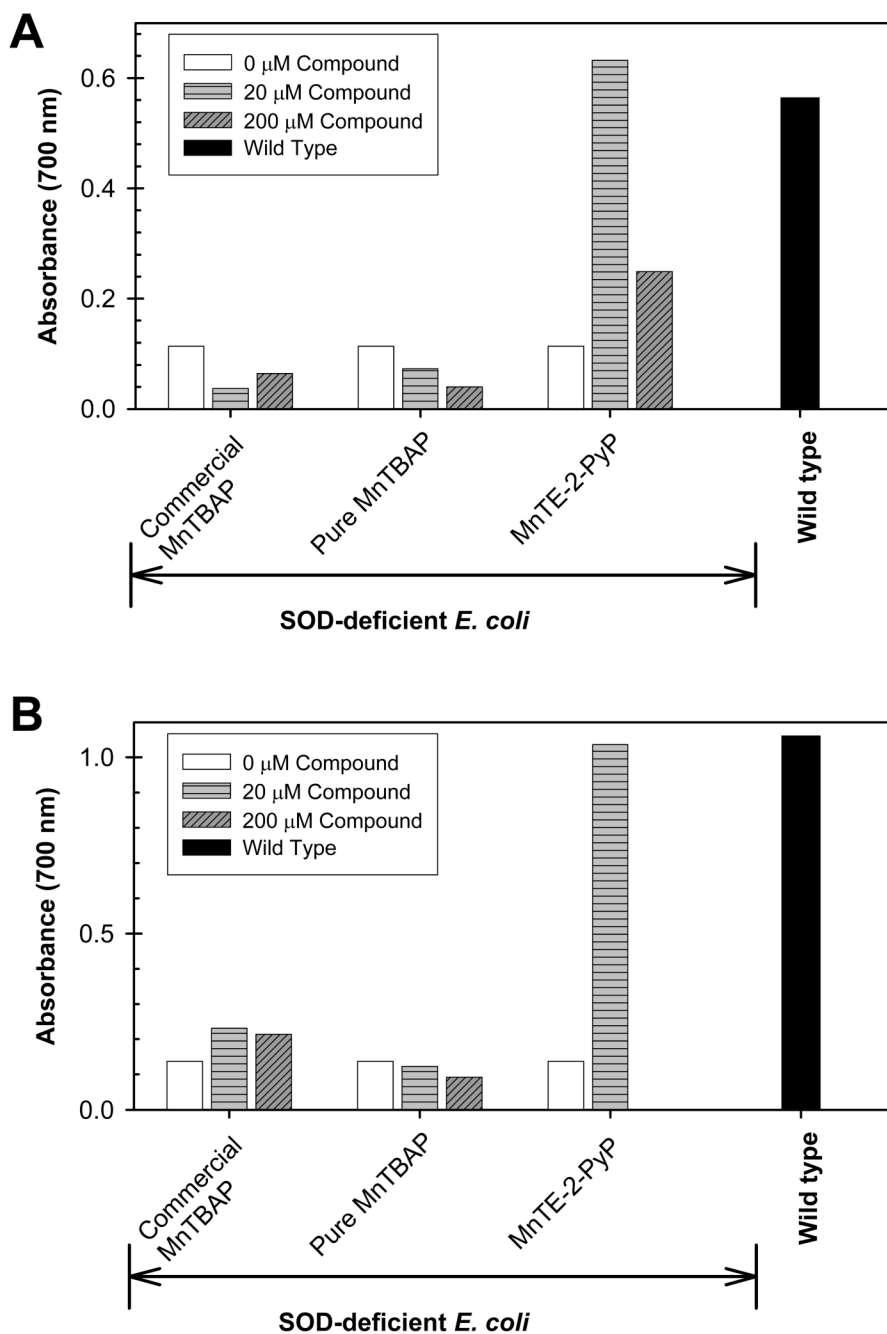 A
0 μM Compound
20 μM Compound
200 μM Compound
Wild Type
Absorbance (700 nm)
0.6
0.4
0.2
0.0
Commercial
MnTBAP
Pure MnTBAP
MnTE-2-PyP
Wild type
SOD-deficient E. coli
B
0 μM Compound
20 μM Compound
200 μM Compound
Wild Type
Absorbance (700 nm)
1.0
0.5
0.0
Commercial
MnTBAP
Pure MnTBAP
MnTE-2-PyP
Wild type
SOD-deficient E. coli